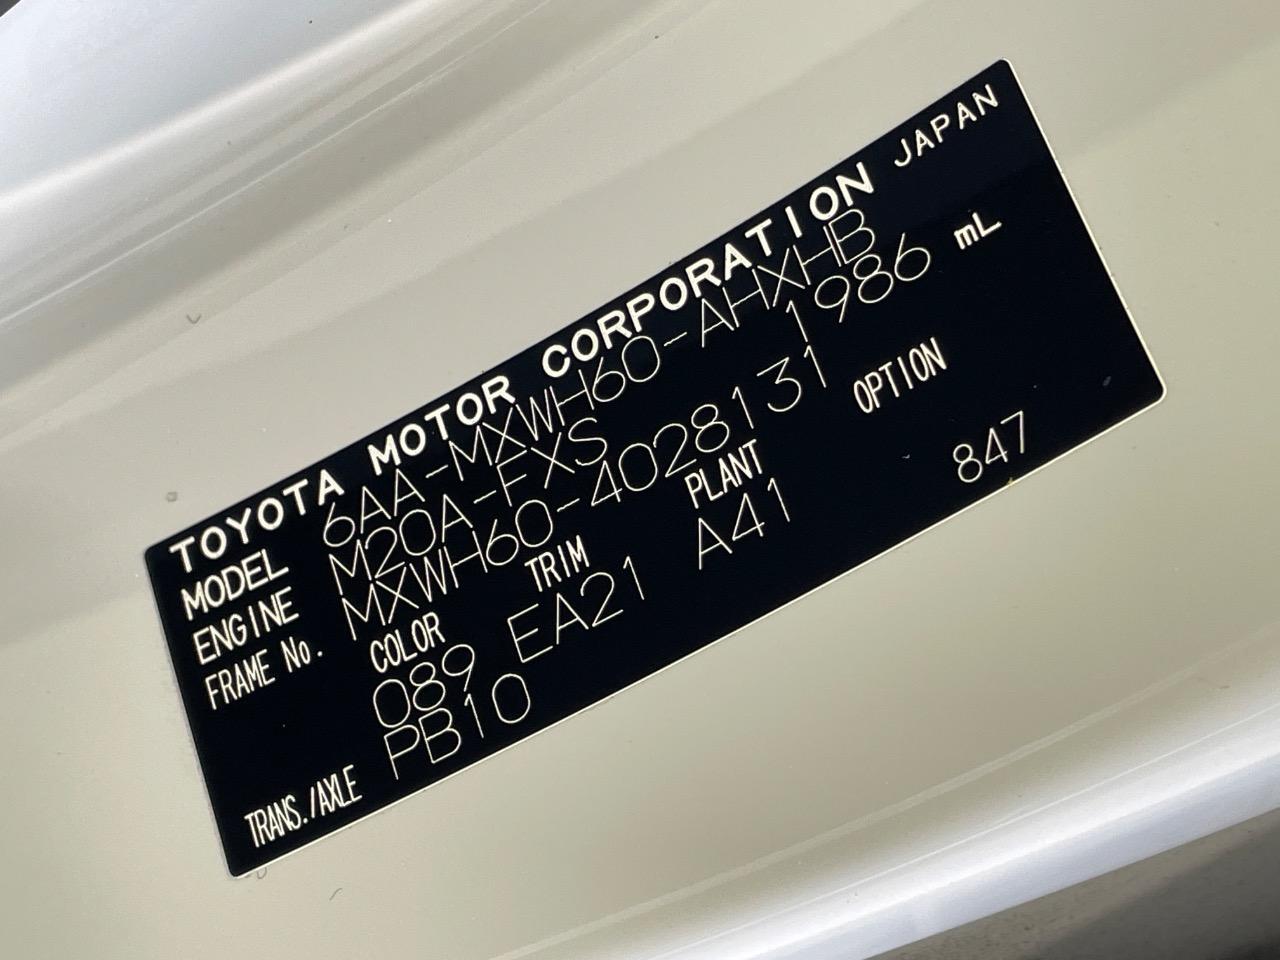 TOYOTA MOTOR CORPORATION JAPAN
MODEL 6AA-MXWH60-AHXHB
ENGINE M20A-FXS 1986 mL
FRAME No. MXWH60-4028131
COLOR TRIM PLANT OPTION
089 EA21 A41 847
TRANS./AXLE PB10